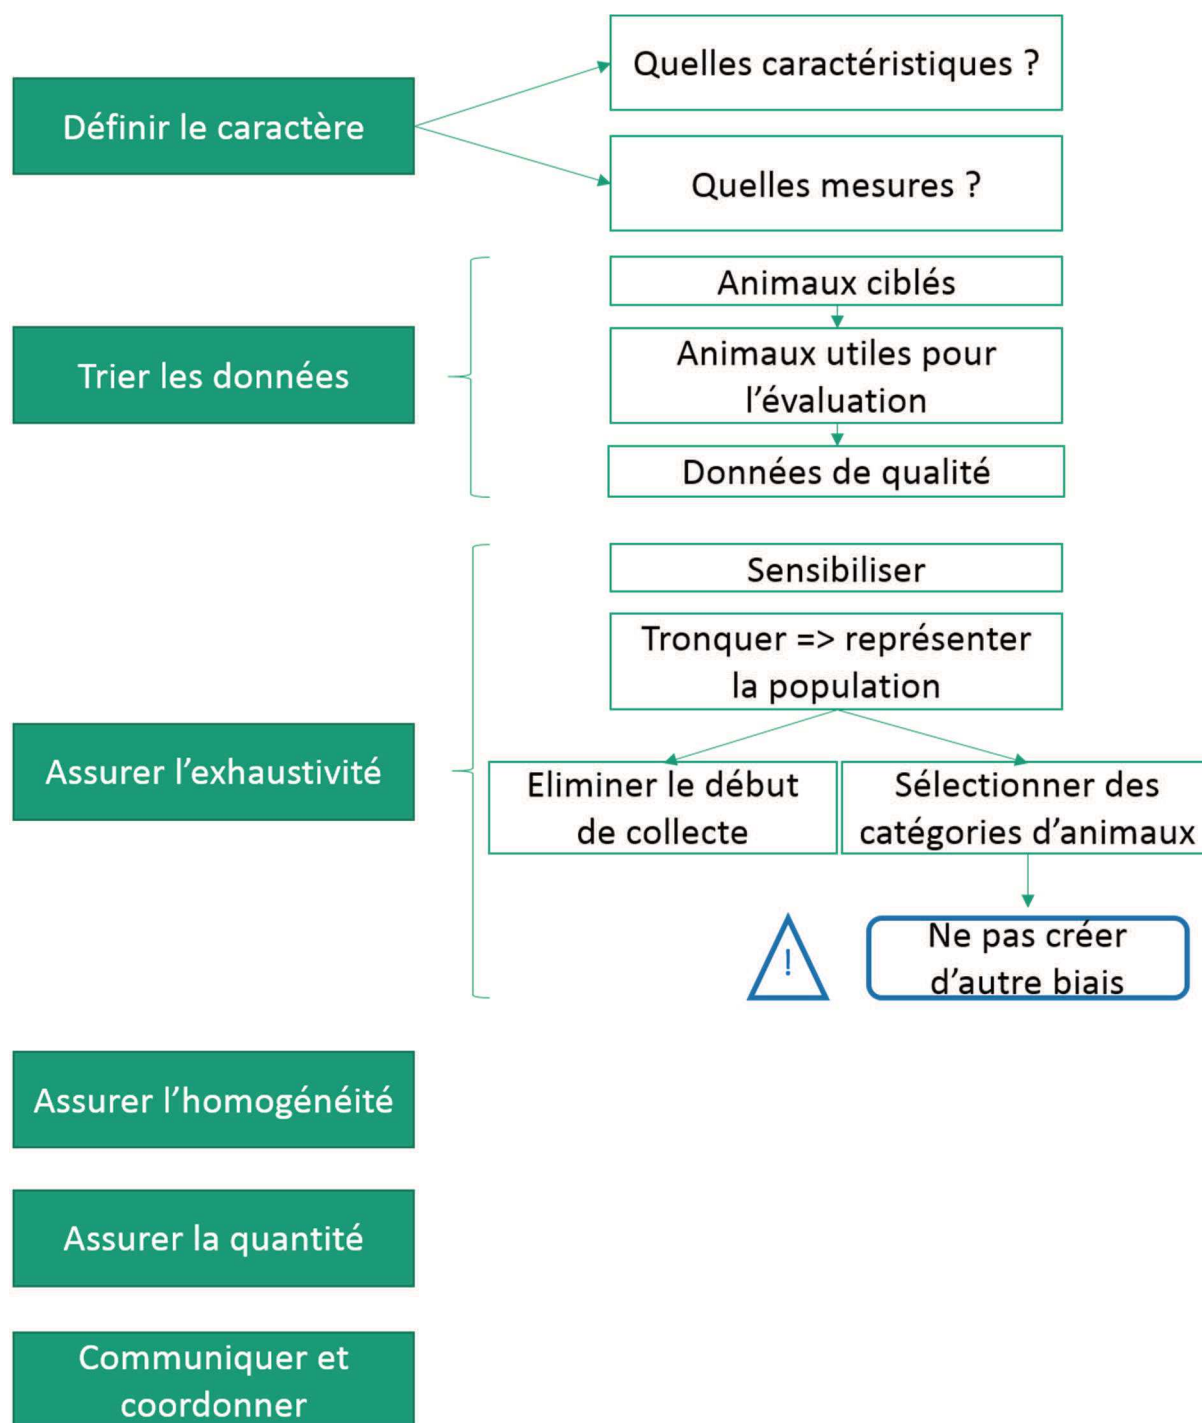 Définir le caractère
Quelles caractéristiques ?
Quelles mesures ?
Trier les données
Animaux ciblés
Animaux utiles pour
l’évaluation
Données de qualité
Assurer l’exhaustivité
Sensibiliser
Tronquer => représenter
la population
Eliminer le début
de collecte
Sélectionner des
catégories d’animaux
!
Ne pas créer
d’autre biais
Assurer l’homogénéité
Assurer la quantité
Communiquer et
coordonner